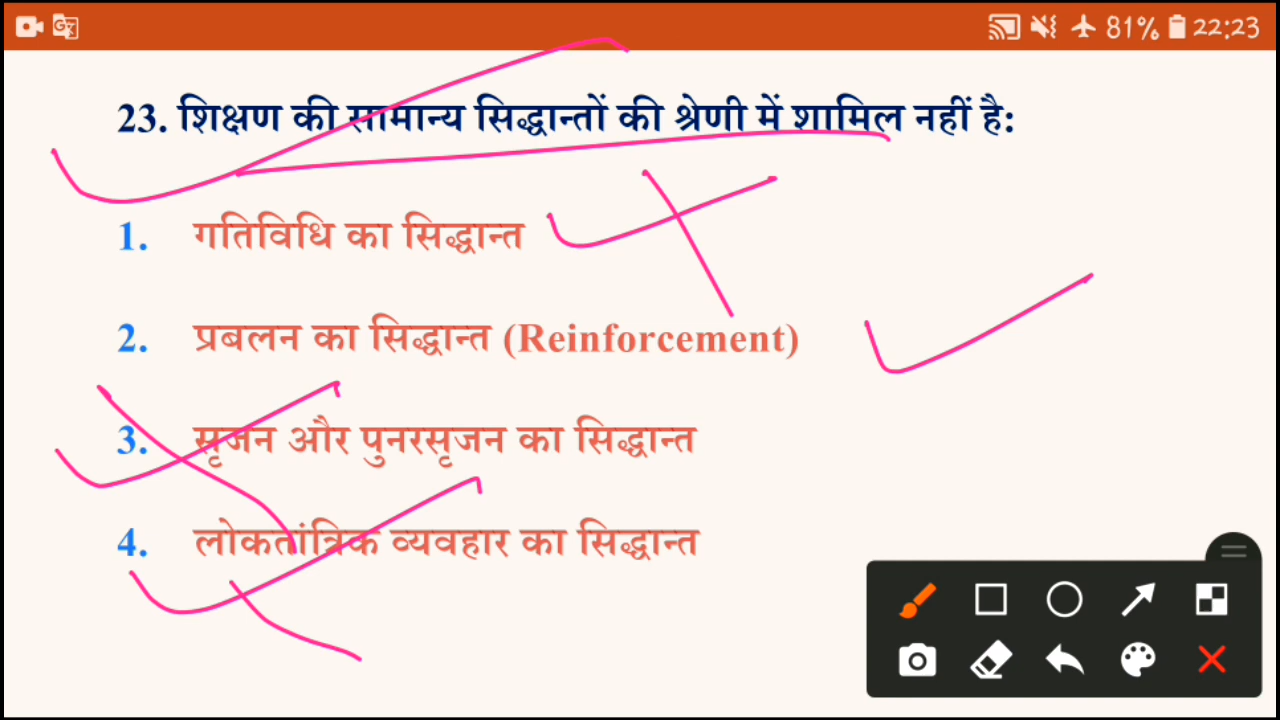 81% 22:23
23. शिक्षण की सामान्य सिद्धान्तों की श्रेणी में शामिल नहीं है:
1. गतिविधि का सिद्धान्त
2. प्रबलन का सिद्धान्त (Reinforcement)
3. सृजन और पुनरसृजन का सिद्धान्त
4. लोकतांत्रिक व्यवहार का सिद्धान्त